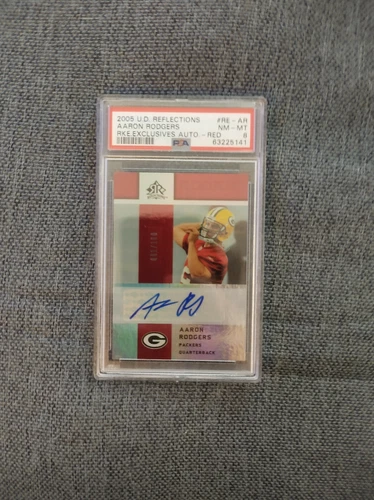 2005 U.D. REFLECTIONS #RE-AR
AARON RODGERS NM-MT
RKE.EXCLUSIVES AUTO.-RED 8
PSA 63225141
SR
G
AARON
RODGERS
PACKERS
QUARTERBACK